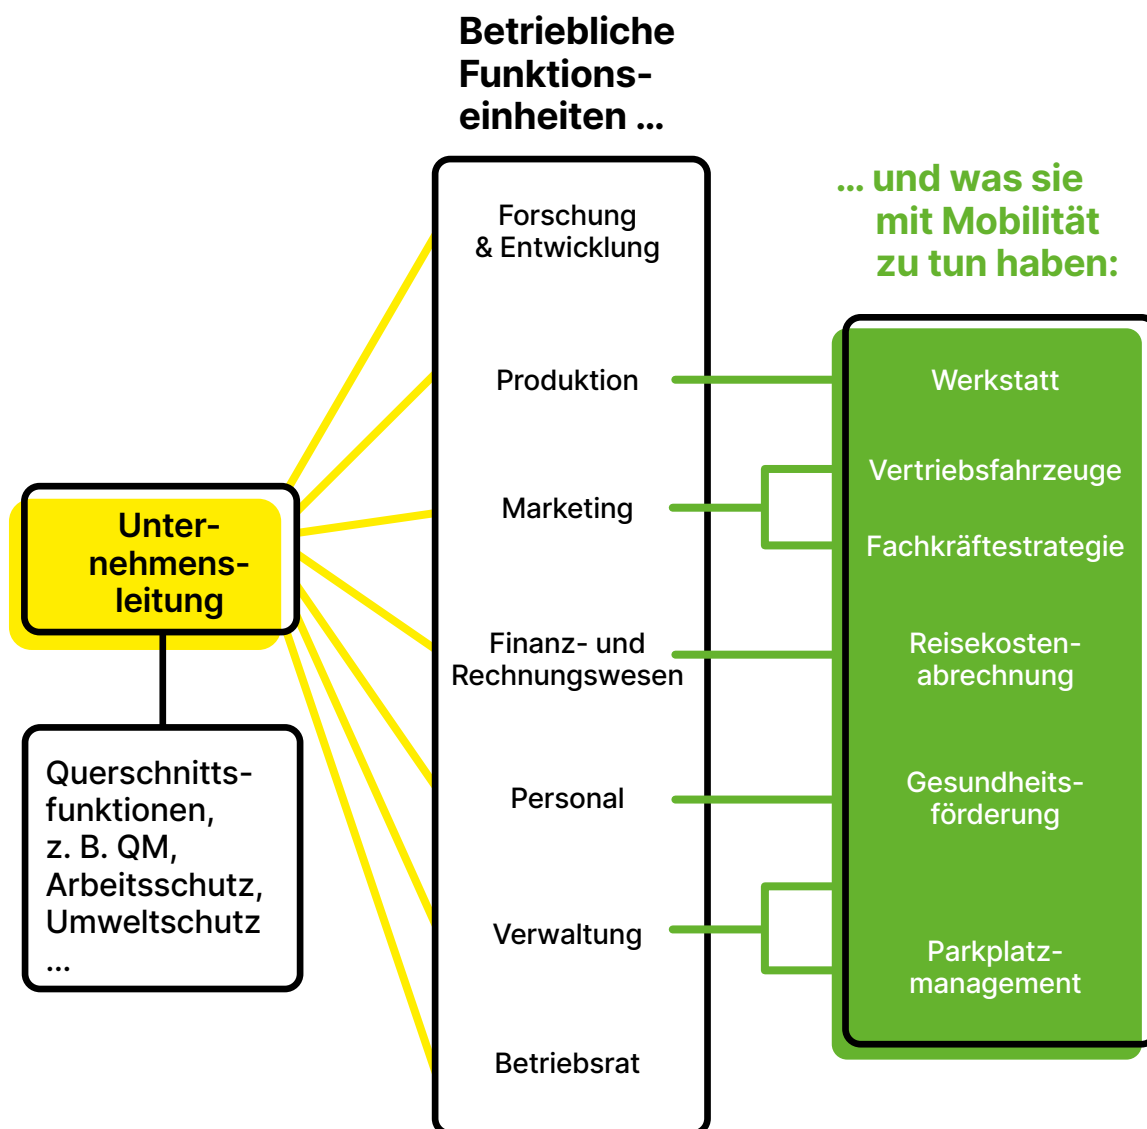 Betriebliche
Funktions-
einheiten ...
... und was sie
mit Mobilität
zu tun haben:
Forschung
& Entwicklung
Produktion
Werkstatt
Vertriebsfahrzeuge
Marketing
Fachkräftestrategie
Unter-
nehmens-
leitung
Finanz- und
Rechnungswesen
Reisekosten-
abrechnung
Querschnitts-
funktionen,
z. B. QM,
Arbeitsschutz,
Umweltschutz
...
Personal
Gesundheits-
förderung
Verwaltung
Parkplatz-
management
Betriebsrat